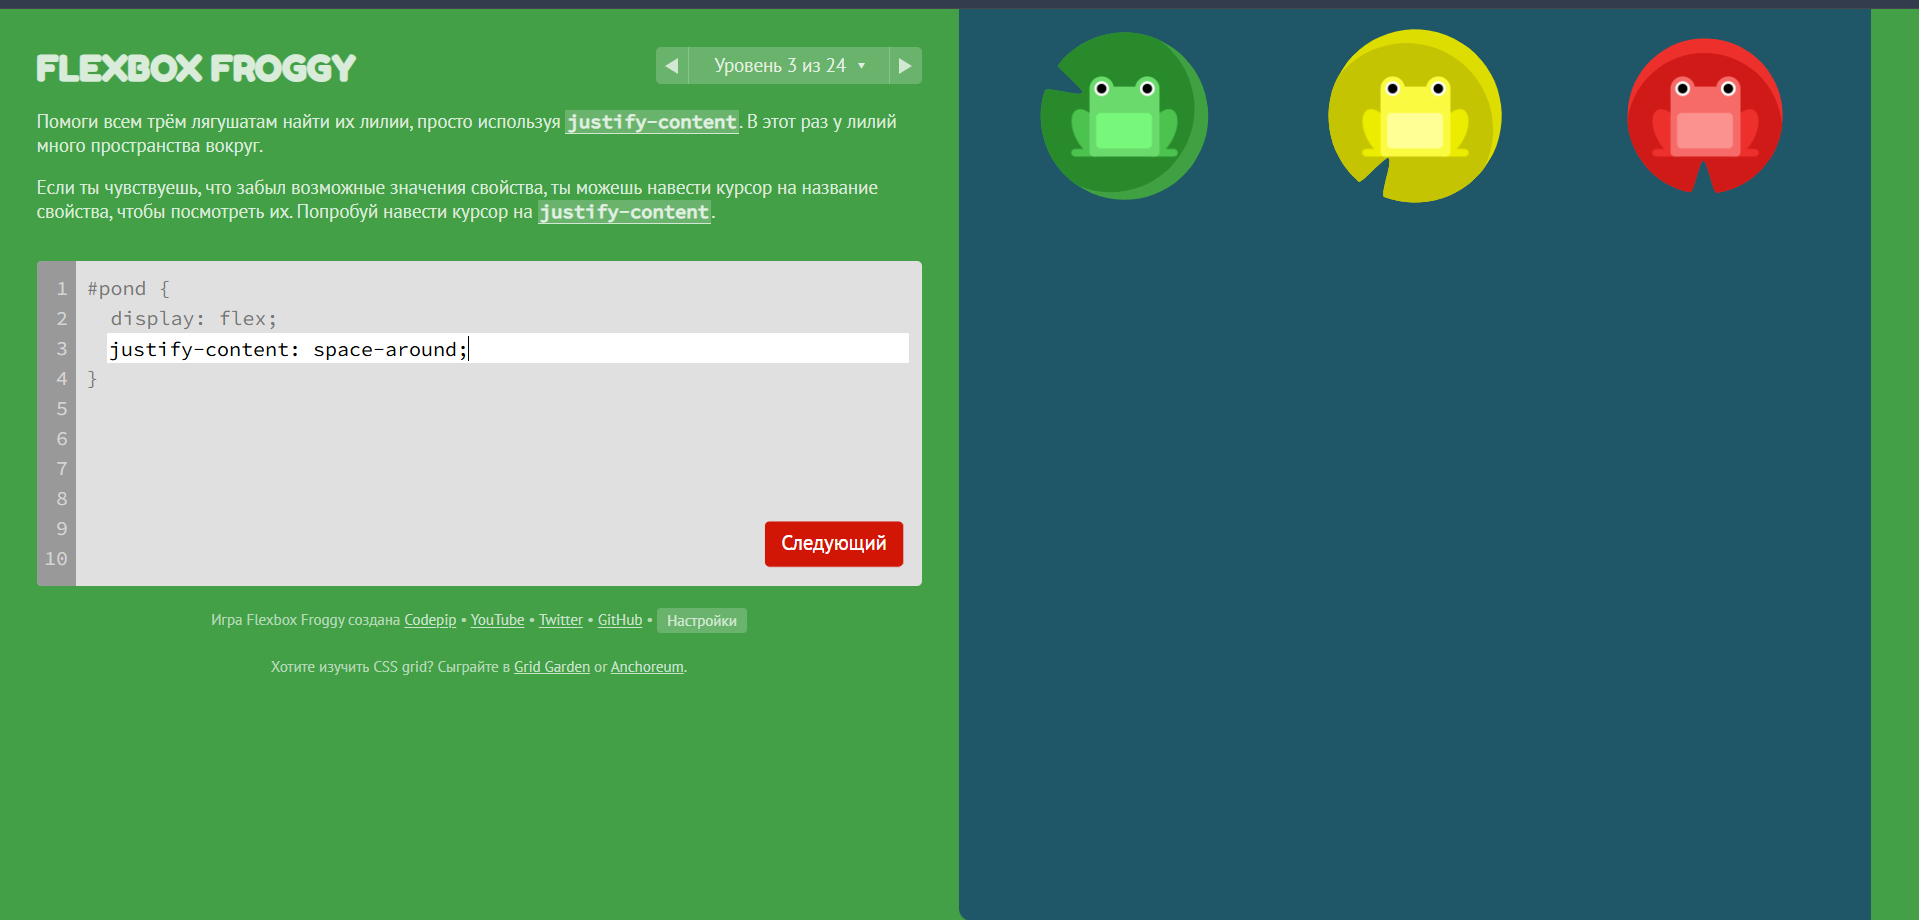 FLEXBOX FROGGY
Уровень 3 из 24
Помоги всем трём лягушатам найти их лилии, просто используя justify-content. В этот раз у лилий
много пространства вокруг.
Если ты чувствуешь, что забыл возможные значения свойства, ты можешь навести курсор на название
свойства, чтобы посмотреть их. Попробуй навести курсор на justify-content.
1 #pond {
2 display: flex;
3 justify-content: space-around;
4 }
5
6
7
8
9
10
Следующий
Игра Flexbox Froggy создана Codepip • YouTube • Twitter • GitHub • Настройки
Хотите изучить CSS grid? Сыграйте в Grid Garden or Anchoreum.